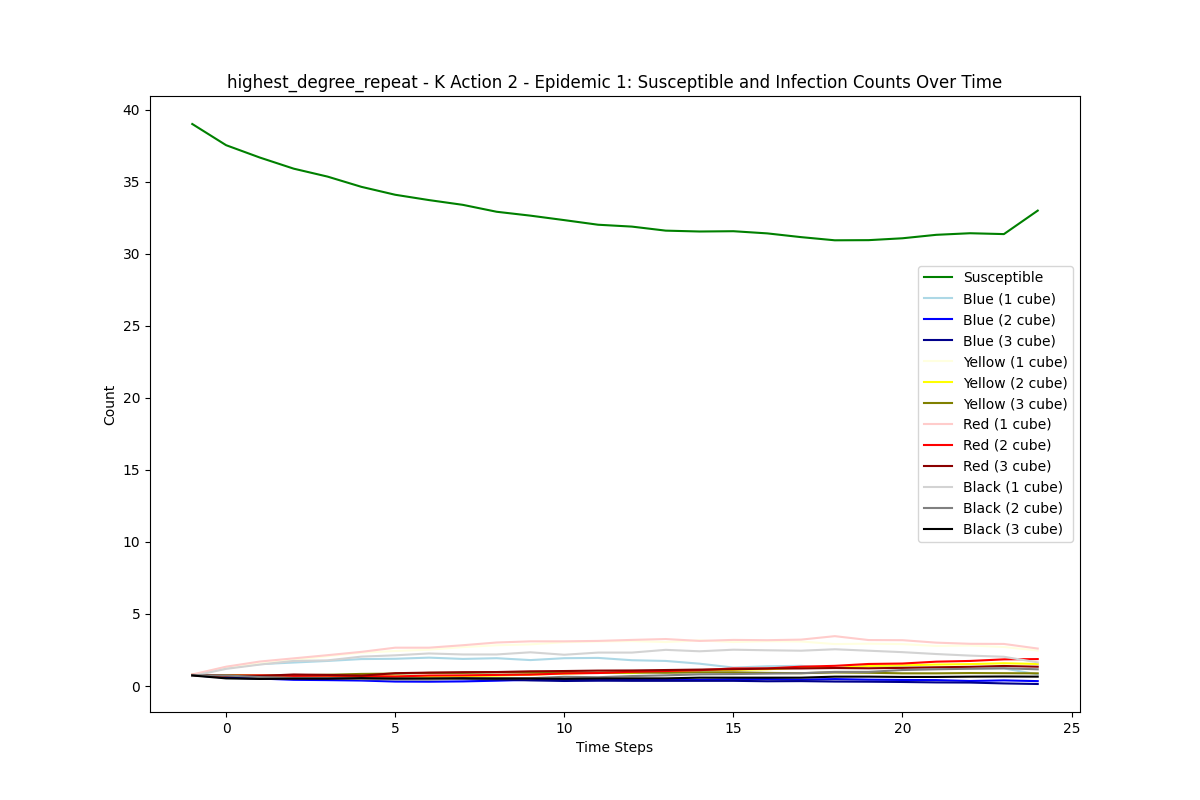 highest_degree_repeat - K Action 2 - Epidemic 1: Susceptible and Infection Counts Over Time
40
35
30
25
20
15
10
5
0
Count
Susceptible
Blue (1 cube)
Blue (2 cube)
Blue (3 cube)
Yellow (1 cube)
Yellow (2 cube)
Yellow (3 cube)
Red (1 cube)
Red (2 cube)
Red (3 cube)
Black (1 cube)
Black (2 cube)
Black (3 cube)
0 5 10 15 20 25
Time Steps